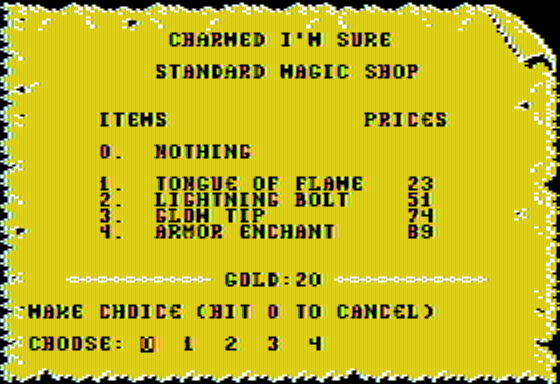 CHARMED I'M SURE
STANDARD MAGIC SHOP
ITEMS PRICES
0. NOTHING
1. TONGUE OF FLAME 23
2. LIGHTNING BOLT 51
3. GLOW TIP 74
4. ARMOR ENCHANT 89
GOLD:20
MAKE CHOICE (HIT 0 TO CANCEL)
CHOOSE: 0 1 2 3 4